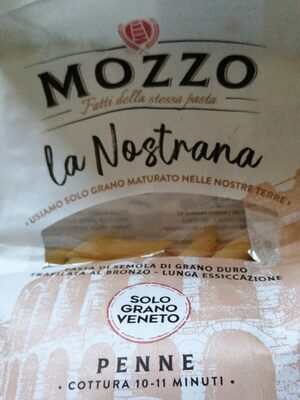 MOZZO
Fatti della stessa pasta
la Nostrana
• USIAMO SOLO GRANO MATURATO NELLE NOSTRE TERRE •
PASTA DI SEMOLA DI GRANO DURO
TRAFILATA AL BRONZO - LUNGA ESSICCAZIONE
SOLO
GRANO
VENETO
PENNE
• COTTURA 10-11 MINUTI •